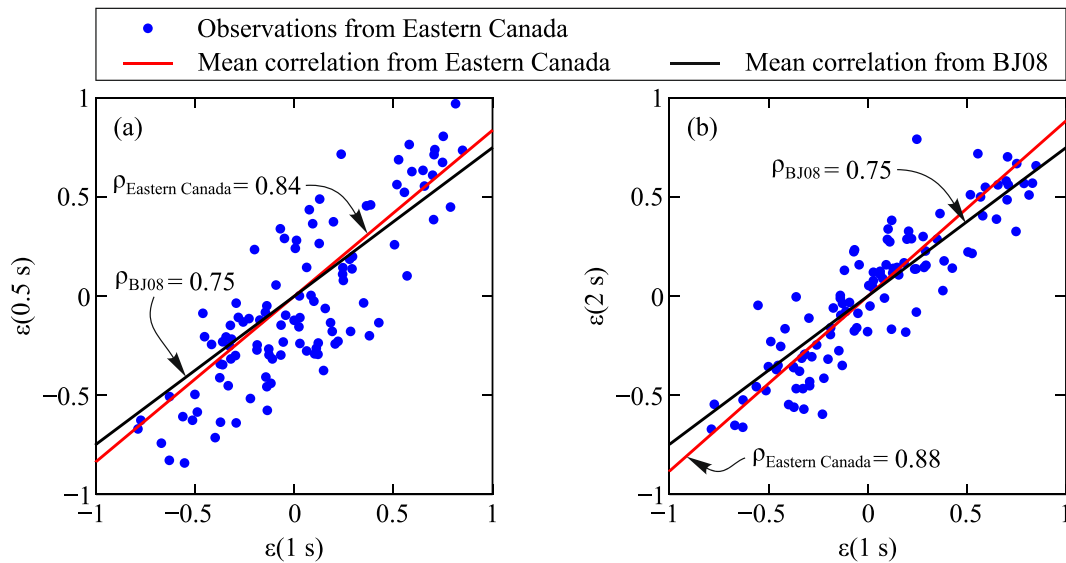 Observations from Eastern Canada
Mean correlation from Eastern Canada
Mean correlation from BJ08
(a)
ρEastern Canada = 0.84
ρBJ08 = 0.75
1
0.5
0
−0.5
−1
−1
−0.5
0
0.5
1
ε(0.5 s)
ε(1 s)
(b)
ρBJ08 = 0.75
ρEastern Canada = 0.88
1
0.5
0
−0.5
−1
−1
−0.5
0
0.5
1
ε(2 s)
ε(1 s)